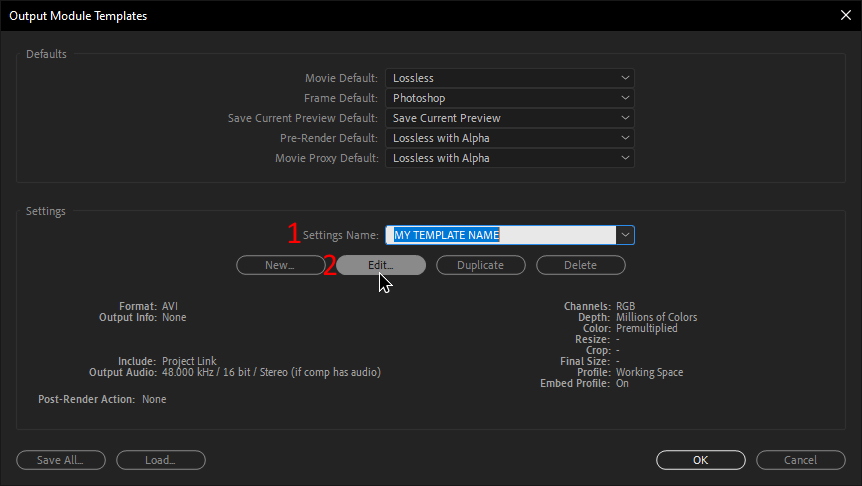 Output Module Templates
Defaults
Movie Default: Lossless
Frame Default: Photoshop
Save Current Preview Default: Save Current Preview
Pre-Render Default: Lossless with Alpha
Movie Proxy Default: Lossless with Alpha
Settings
1 Settings Name: MY TEMPLATE NAME
New... 2 Edit... Duplicate Delete
Format: AVI
Output Info: None
Include: Project Link
Output Audio: 48.000 kHz / 16 bit / Stereo (if comp has audio)
Post-Render Action: None
Channels: RGB
Depth: Millions of Colors
Color: Premultiplied
Resize: -
Crop: -
Final Size: -
Profile: Working Space
Embed Profile: On
Save All... Load... OK Cancel